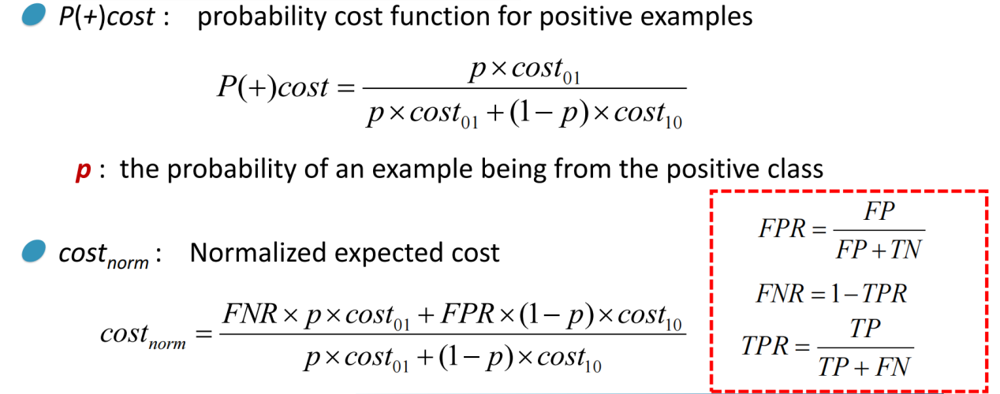 P(+)cost : probability cost function for positive examples
P(+)cost = \frac{p \times cost_{01}}{p \times cost_{01} + (1 - p) \times cost_{10}}
p : the probability of an example being from the positive class
FPR = \frac{FP}{FP + TN}
cost_{norm} : Normalized expected cost
FNR = 1 - TPR
cost_{norm} = \frac{FNR \times p \times cost_{01} + FPR \times (1 - p) \times cost_{10}}{p \times cost_{01} + (1 - p) \times cost_{10}}
TPR = \frac{TP}{TP + FN}